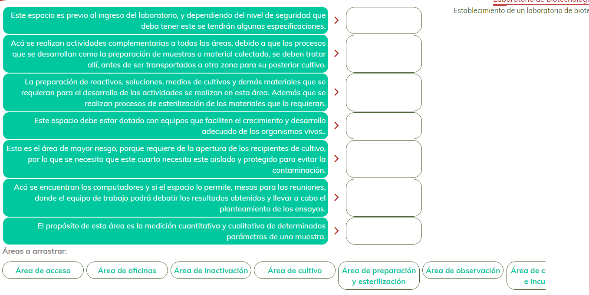 Establecimiento de un laboratorio de biote
Este espacio es previo al ingreso del laboratorio, y dependiendo del nivel de seguridad que
deba tener este se tendrán algunas especificaciones.
Acá se realizan actividades complementarias a todas las áreas, debido a que los procesos
que se desarrollan como la preparación de muestras o material colectado, se deben tratar
allí, antes de ser transportados a otra zona para su posterior cultivo.
La preparación de reactivos, soluciones, medios de cultivos y demás materiales que se
requieran para el desarrollo de las actividades se realizan en esta área. Además que se
realizan procesos de esterilización de los materiales que lo requieran.
Este espacio debe estar dotado con equipos que faciliten el crecimiento y desarrollo
adecuado de los organismos vivos..
Esta es el área de mayor riesgo, porque requiere de la apertura de los recipientes de cultivo,
por lo que se necesita que este cuarto necesita este aislado y protegido para evitar la
contaminación.
Acá se encuentran los computadores y si el espacio lo permite, mesas para las reuniones,
donde el equipo de trabajo podrá debatir los resultados obtenidos y llevar a cabo el
planteamiento de los ensayos.
El propósito de esta área es la medición cuantitativa y cualitativa de determinados
parámetros de una muestra.
Áreas a arrastrar:
Área de acceso
Área de oficinas
Área de inactivación
Área de cultivo
Área de preparación
y esterilización
Área de observación
Área de c
e incu